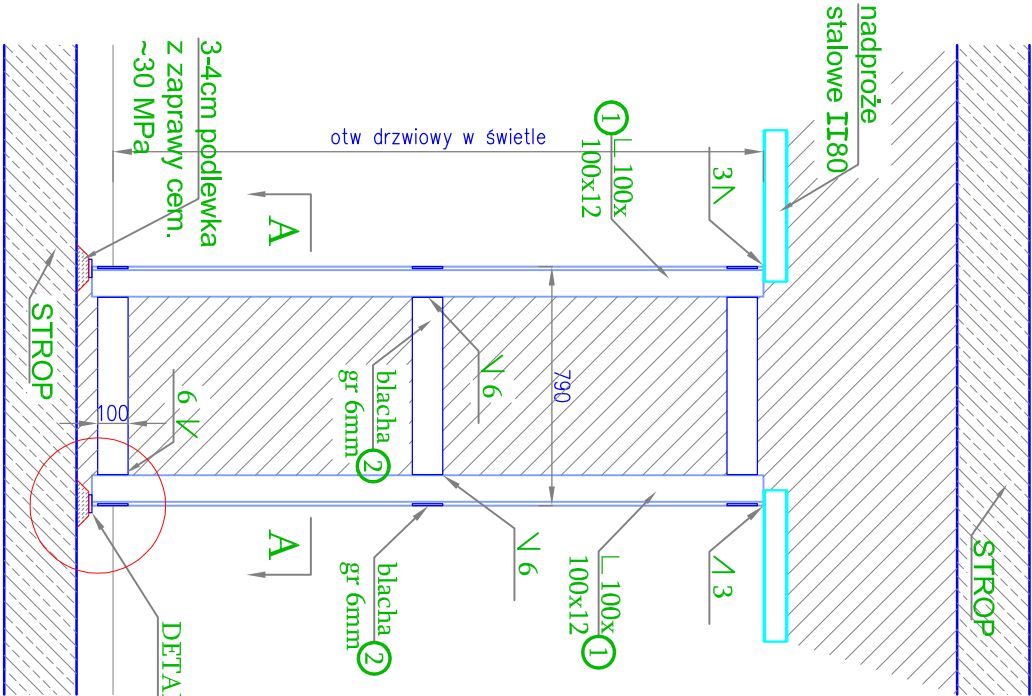 nadproże
stalowe II80
STROP
3-4cm podlewka
z zaprawy cem.
~30 MPa
otw drzwiowy w świetle
1
L 100x
100x12
3
A
STROP
790
6
blacha
gr 6mm
2
100
6
A
6
3
blacha
gr 6mm
2
L 100x
100x12
1